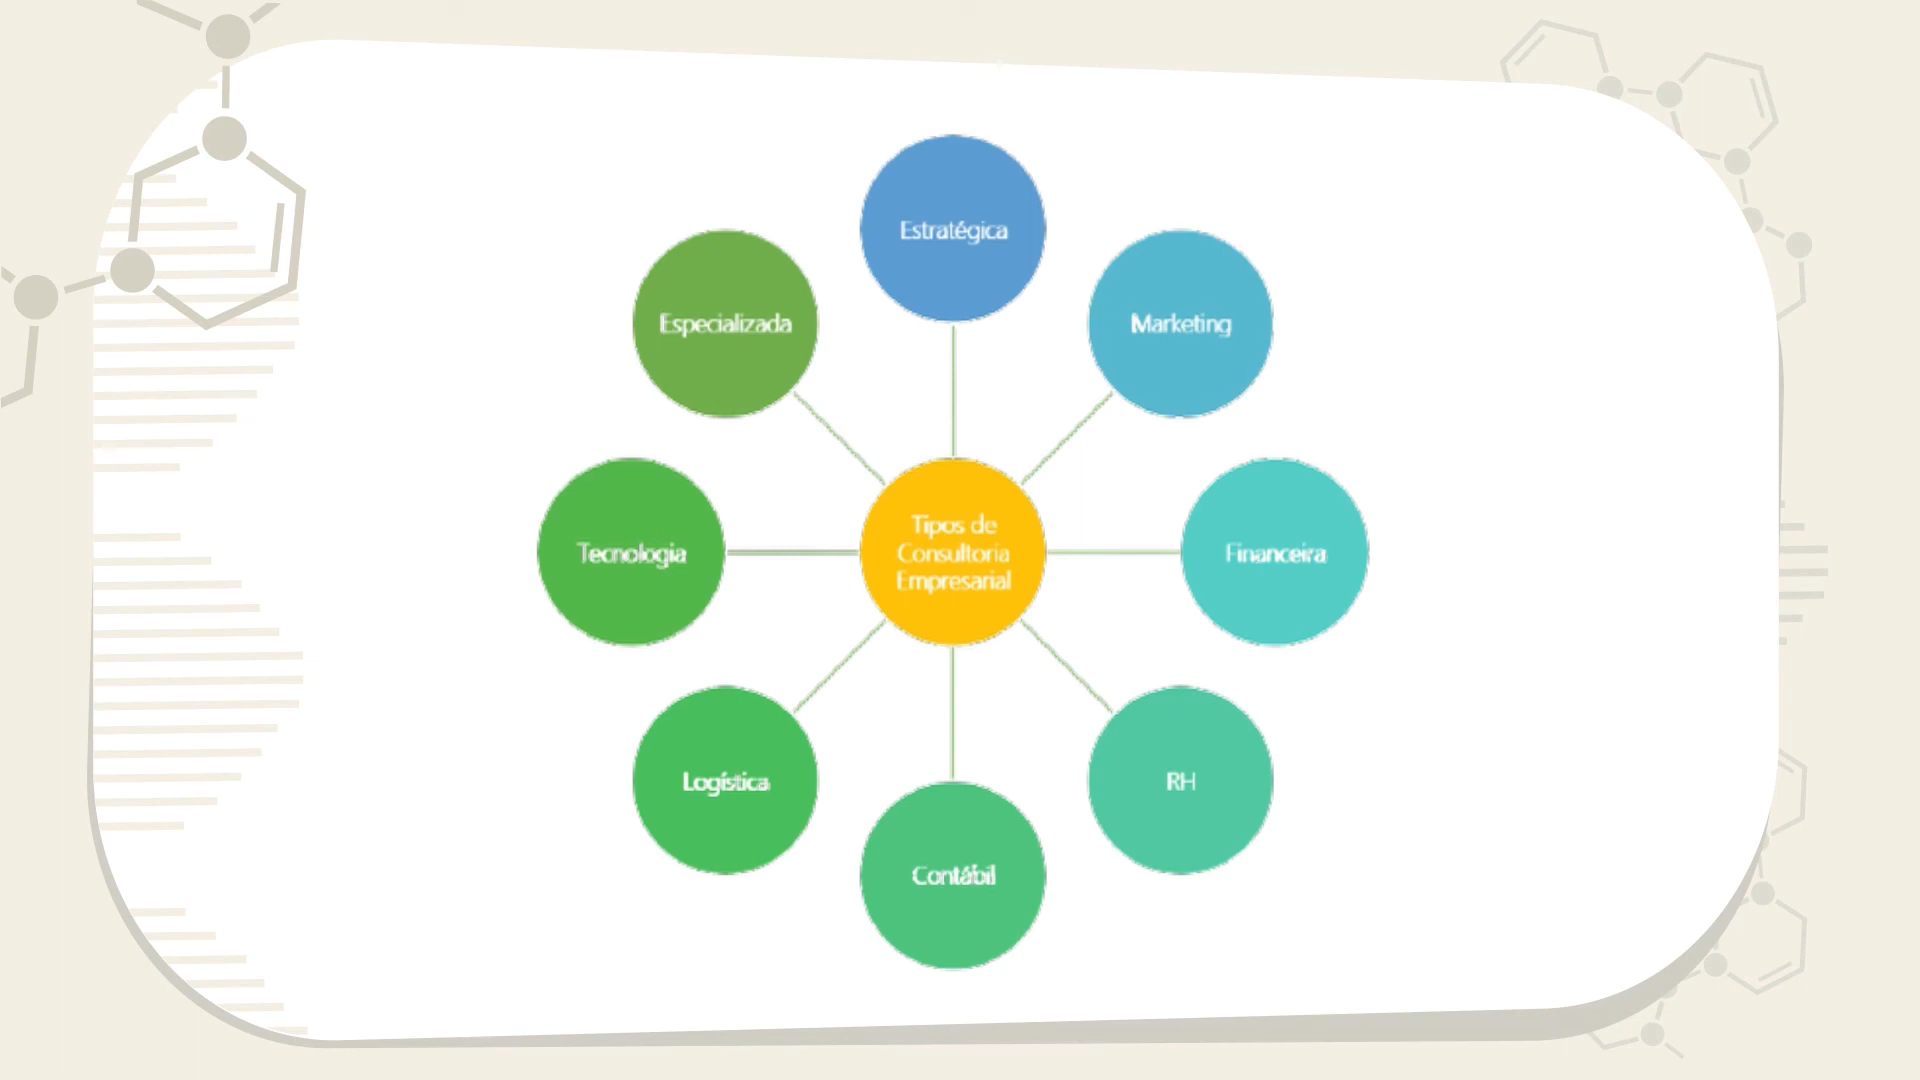 Estratégica
Especializada
Marketing
Tecnologia
Tipos de
Consultoria
Empresarial
Financeira
Logística
RH
Contábil